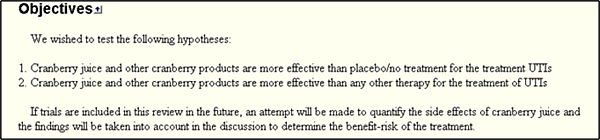 Objectives
We wished to test the following hypotheses:
1. Cranberry juice and other cranberry products are more effective than placebo/no treatment for the treatment UTIs
2. Cranberry juice and other cranberry products are more effective than any other therapy for the treatment of UTIs
If trials are included in this review in the future, an attempt will be made to quantify the side effects of cranberry juice and
the findings will be taken into account in the discussion to determine the benefit-risk of the treatment.